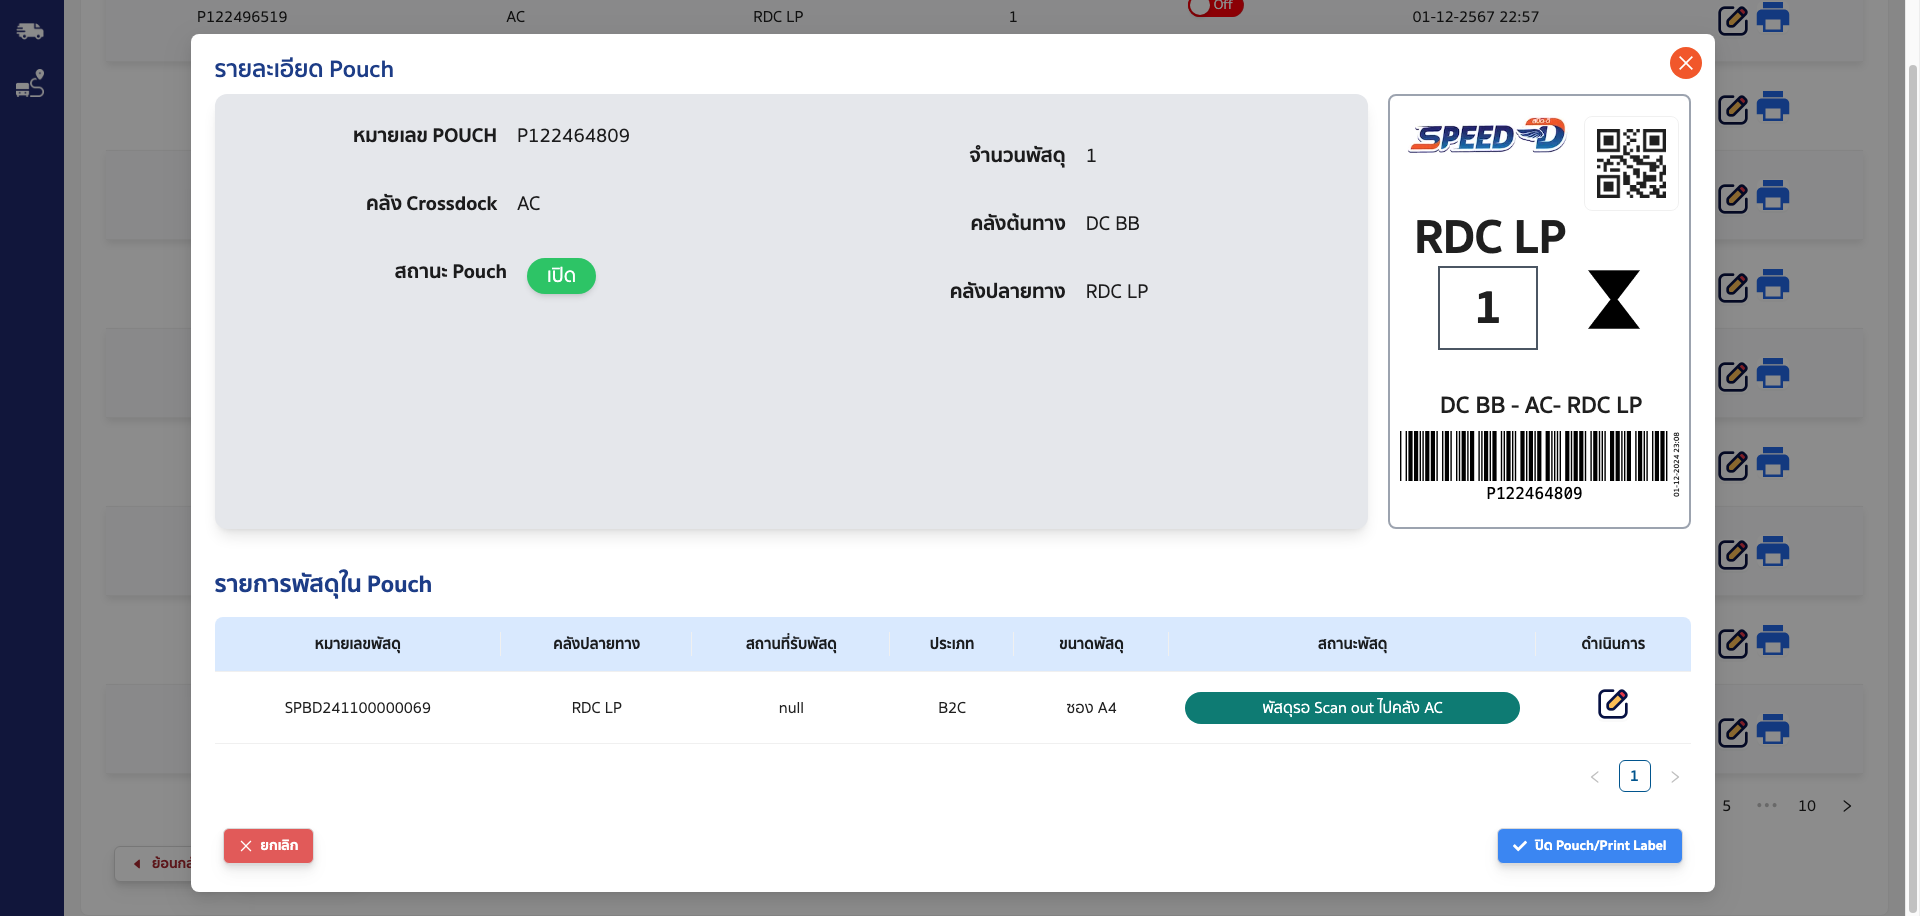 P122496519 AC RDC LP 1 Off 01-12-2567 22:57
รายละเอียด Pouch
หมายเลข POUCH P122464809
จำนวนพัสดุ 1
คลัง Crossdock AC
คลังต้นทาง DC BB
สถานะ Pouch เปิด
คลังปลายทาง RDC LP
SPEED-D
RDC LP
1
DC BB - AC- RDC LP
01-12-2024 23:08
P122464809
รายการพัสดุใน Pouch
หมายเลขพัสดุ คลังปลายทาง สถานที่รับพัสดุ ประเภท ขนาดพัสดุ สถานะพัสดุ ดำเนินการ
SPBD241100000069 RDC LP null B2C ซอง A4 พัสดุรอ Scan out ไปคลัง AC
1
5 ••• 10
ยกเลิก
ปิด Pouch/Print Label